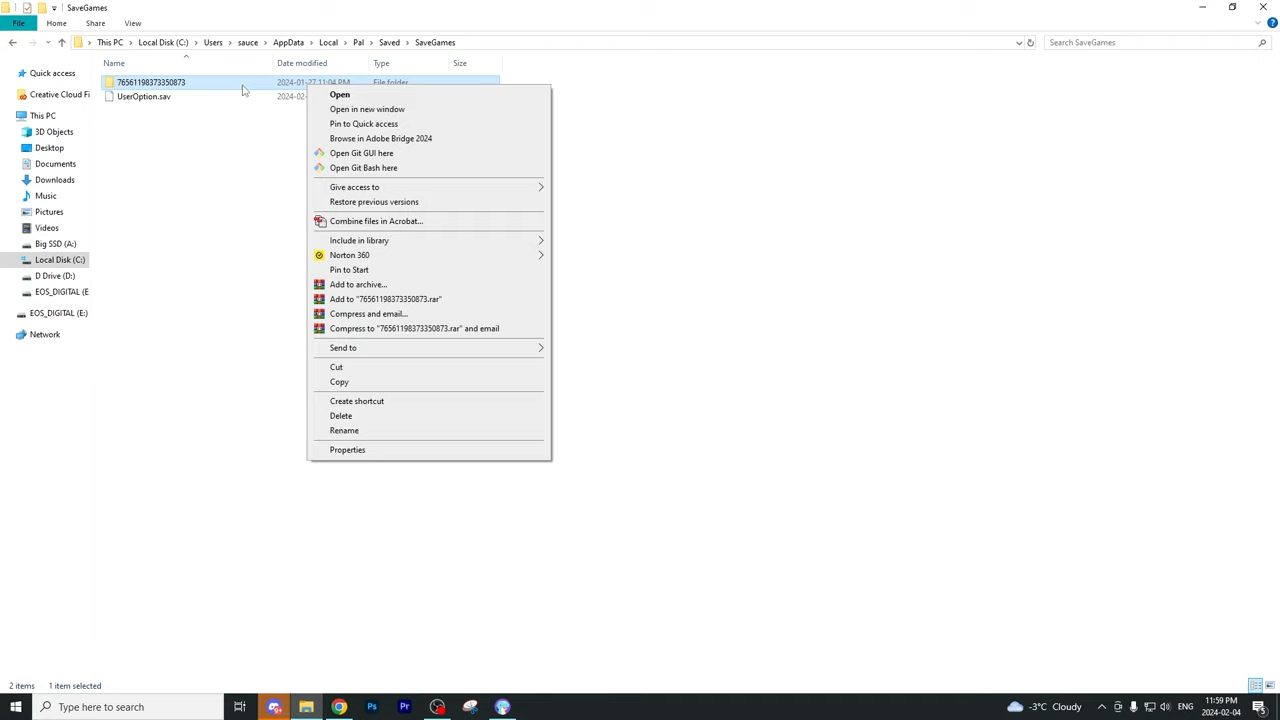 SaveGames
File
Home
Share
View
This PC
Local Disk (C:)
Users
sauce
AppData
Local
Pal
Saved
SaveGames
Search SaveGames
Name
Date modified
Type
Size
Quick access
Creative Cloud Fi
This PC
3D Objects
Desktop
Documents
Downloads
Music
Pictures
Videos
Big SSD (A:)
Local Disk (C:)
D Drive (D:)
EOS_DIGITAL (E
EOS_DIGITAL (E:)
Network
76561198373350873
2024-01-27 11:04 PM
File folder
UserOption.sav
2024-02-
Open
Open in new window
Pin to Quick access
Browse in Adobe Bridge 2024
Open Git GUI here
Open Git Bash here
Give access to
Restore previous versions
Combine files in Acrobat...
Include in library
Norton 360
Pin to Start
Add to archive...
Add to "76561198373350873.rar"
Compress and email...
Compress to "76561198373350873.rar" and email
Send to
Cut
Copy
Create shortcut
Delete
Rename
Properties
2 items
1 item selected
Type here to search
Ps
Pr
-3°C Cloudy
ENG
11:59 PM
2024-02-04